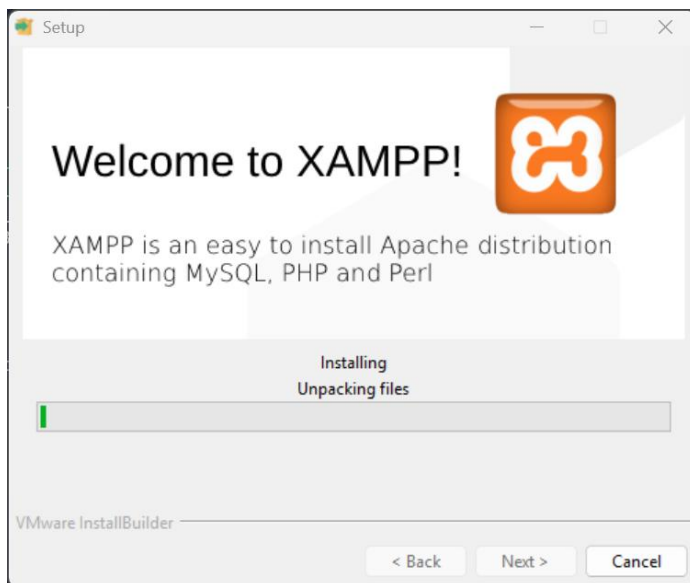 Setup
Welcome to XAMPP!
XAMPP is an easy to install Apache distribution
containing MySQL, PHP and Perl
Installing
Unpacking files
VMware InstallBuilder
< Back
Next >
Cancel